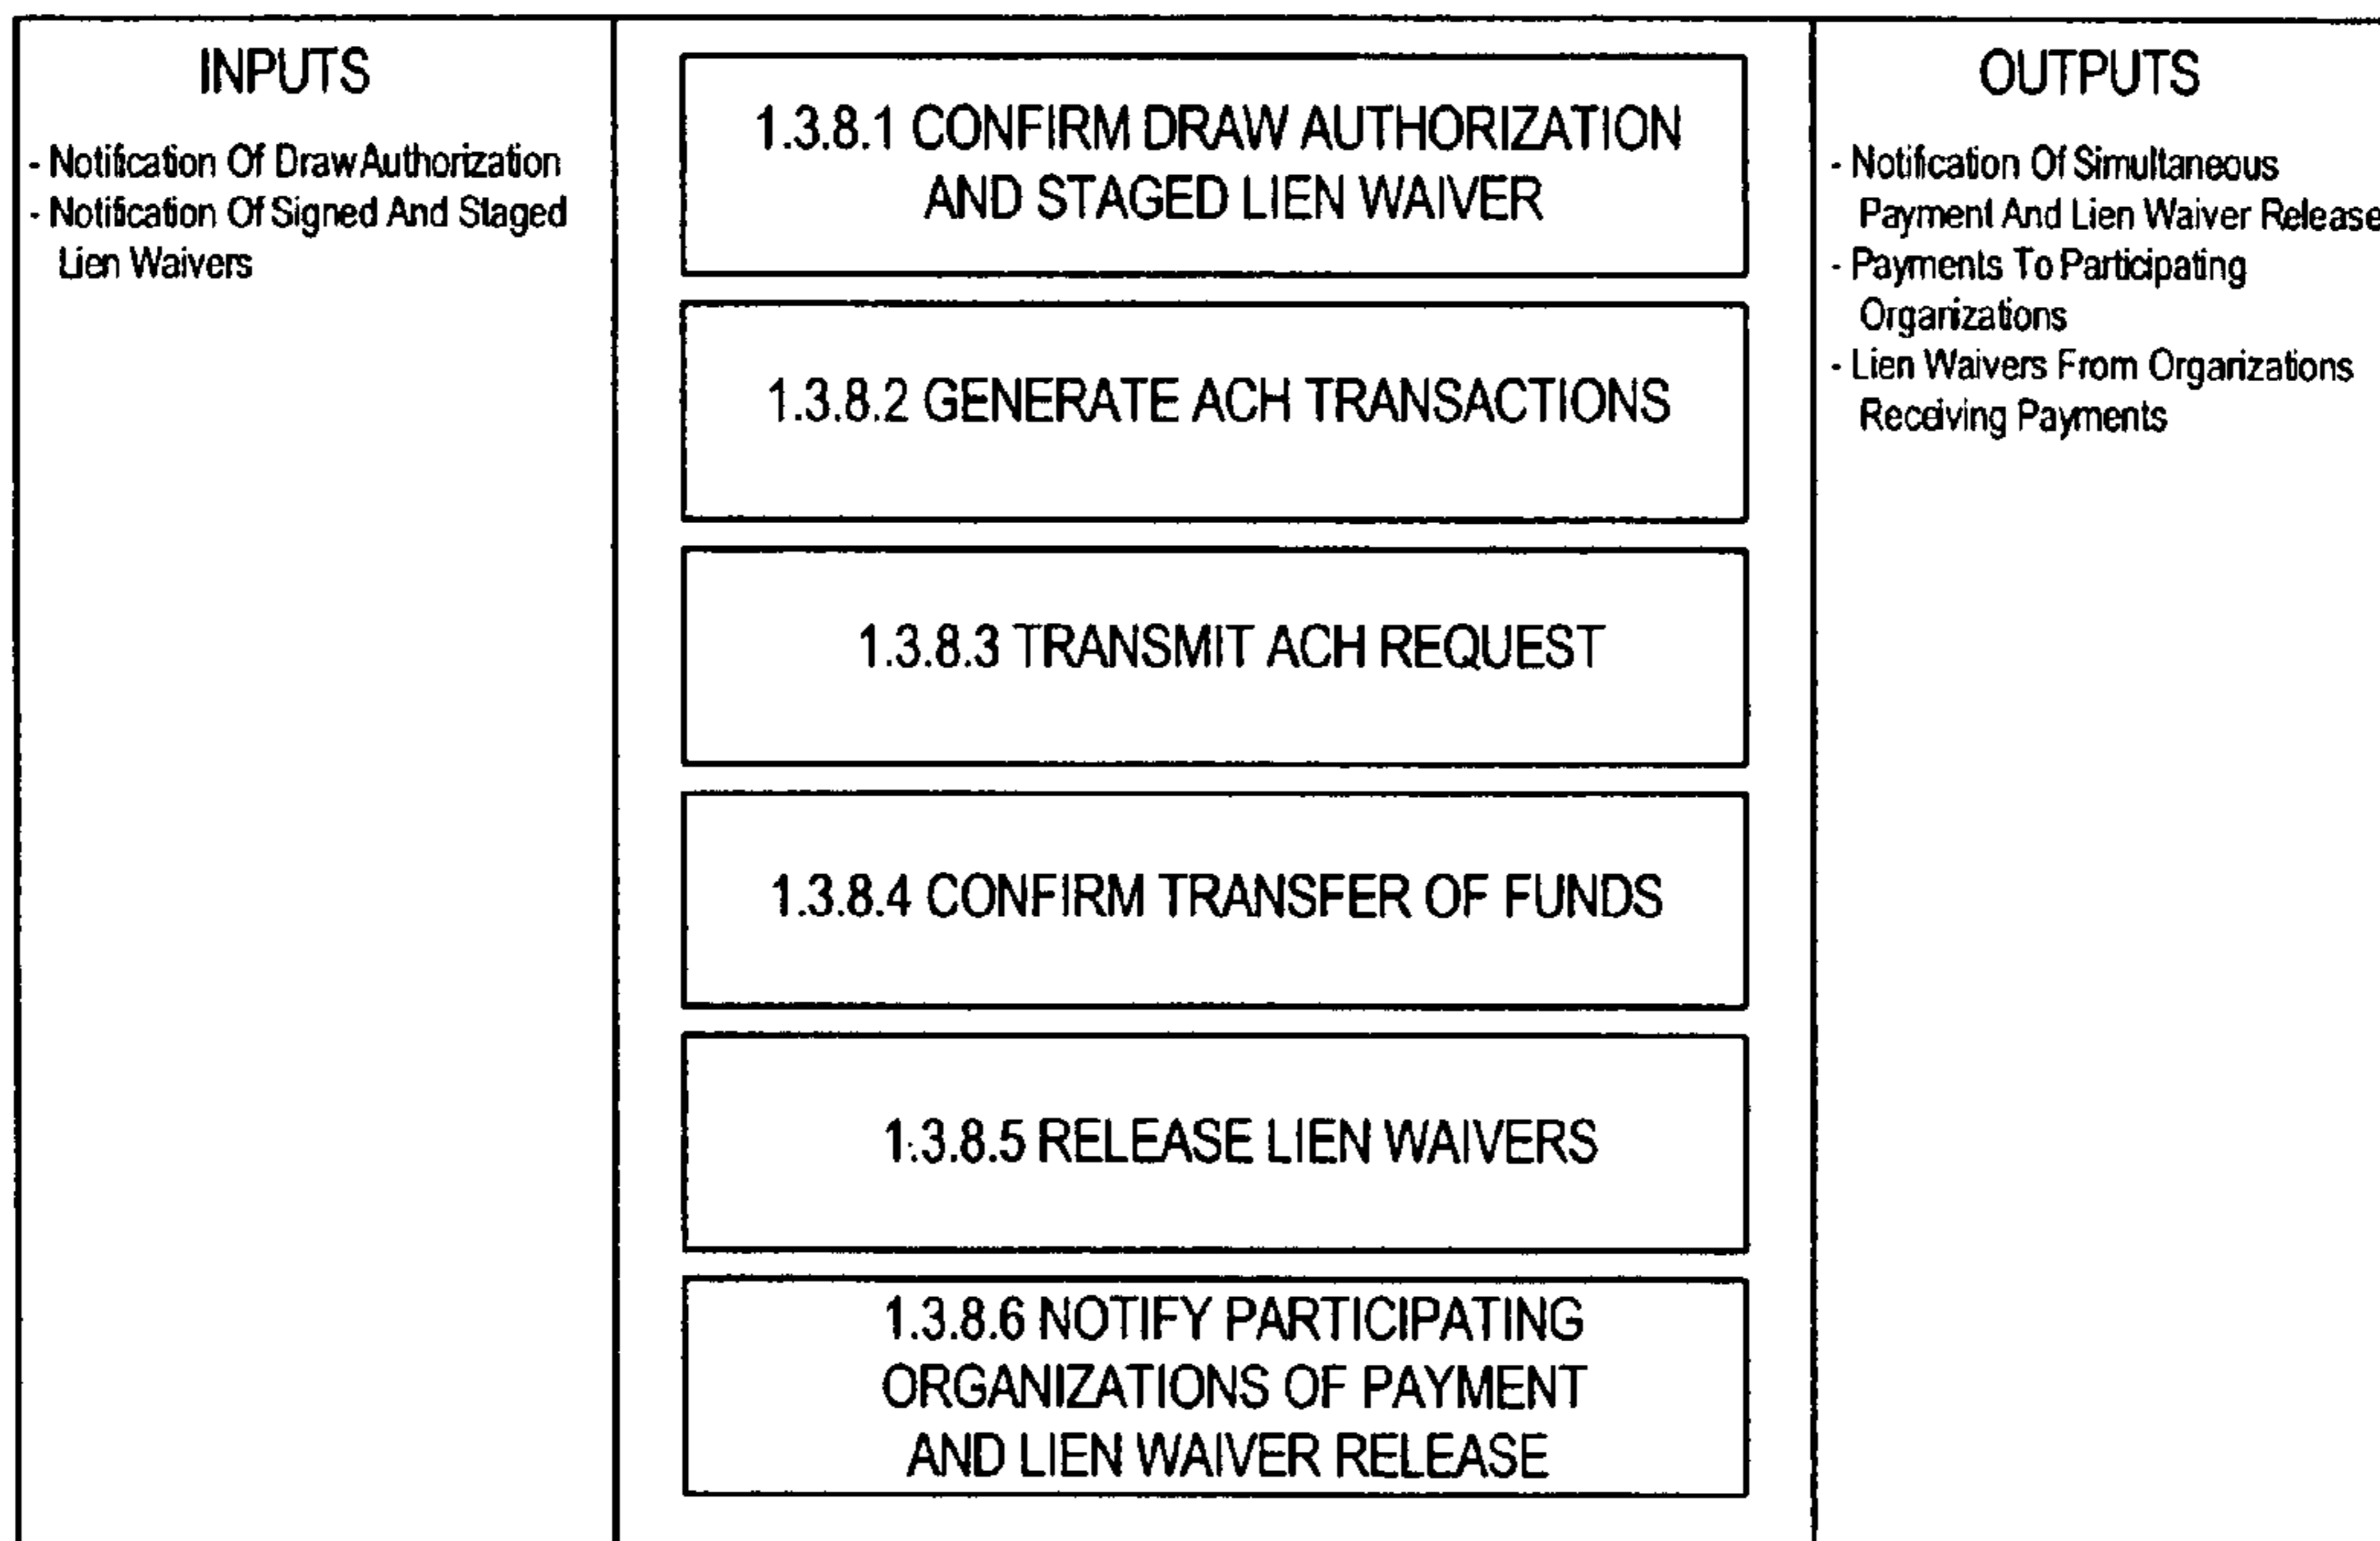 INPUTS
- Notification Of Draw Authorization
- Notification Of Signed And Staged
Lien Waivers
1.3.8.1 CONFIRM DRAW AUTHORIZATION
AND STAGED LIEN WAIVER
1.3.8.2 GENERATE ACH TRANSACTIONS
1.3.8.3 TRANSMIT ACH REQUEST
1.3.8.4 CONFIRM TRANSFER OF FUNDS
1.3.8.5 RELEASE LIEN WAIVERS
1.3.8.6 NOTIFY PARTICIPATING
ORGANIZATIONS OF PAYMENT
AND LIEN WAIVER RELEASE
OUTPUTS
- Notification Of Simultaneous
Payment And Lien Waiver Release
- Payments To Participating
Organizations
- Lien Waivers From Organizations
Receiving Payments